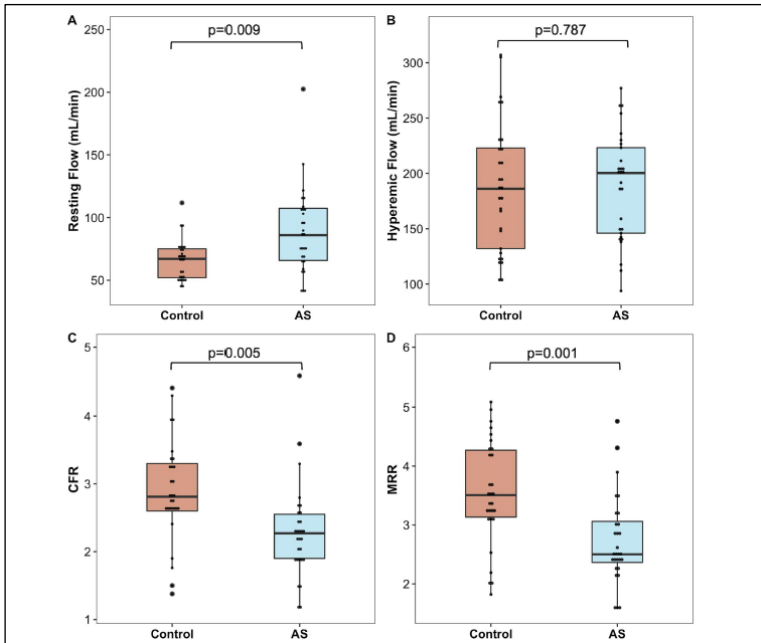 A
p=0.009
250
200
150
100
50
Resting Flow (mL/min)
Control AS
B
p=0.787
300
250
200
150
100
Hyperemic Flow (mL/min)
Control AS
C
p=0.005
5
4
3
2
1
CFR
Control AS
D
p=0.001
6
5
4
3
2
MRR
Control AS